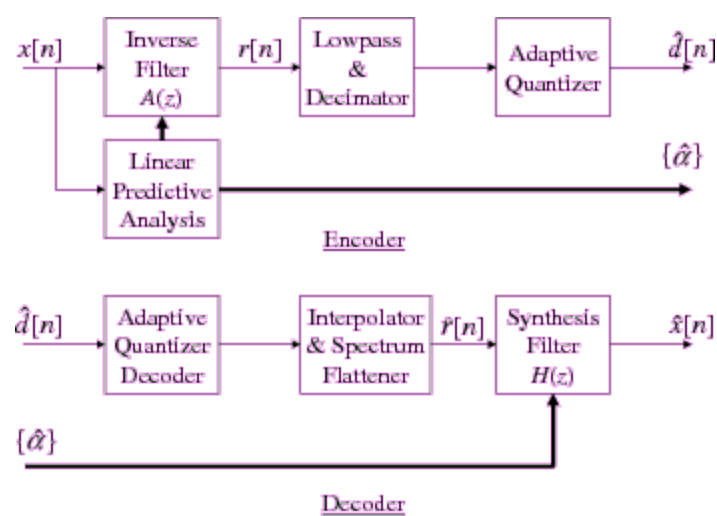 x[n]
Inverse
Filter
A(z)
r[n]
Lowpass
&
Decimator
Adaptive
Quantizer
d̂[n]
Linear
Predictive
Analysis
{α̂}
Encoder
d̂[n]
Adaptive
Quantizer
Decoder
Interpolator
& Spectrum
Flattener
r̂[n]
Synthesis
Filter
H(z)
x̂[n]
{α̂}
Decoder